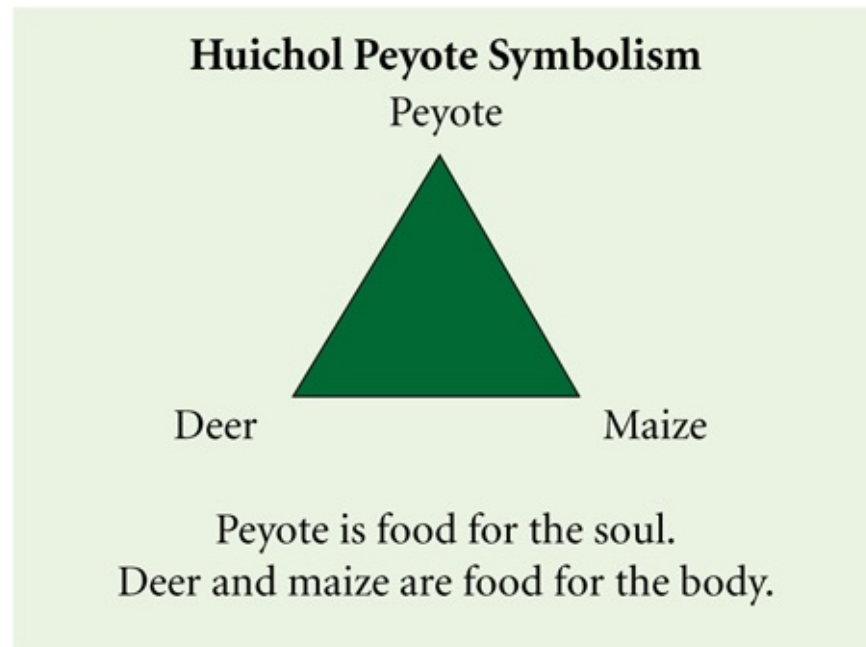 Huichol Peyote Symbolism
Peyote
Deer Maize
Peyote is food for the soul.
Deer and maize are food for the body.